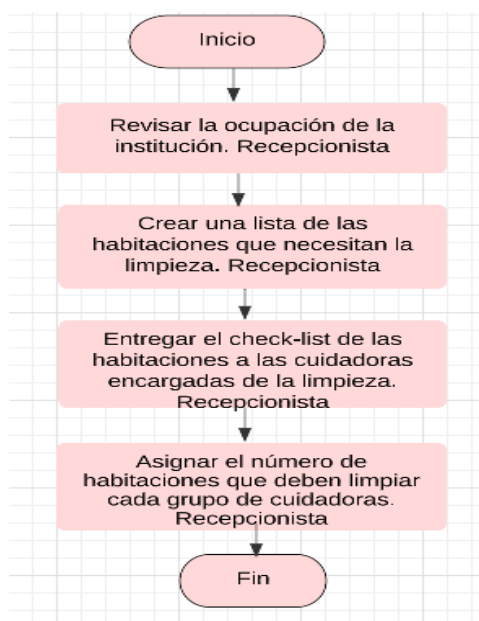 Inicio
Revisar la ocupación de la
institución. Recepcionista
Crear una lista de las
habitaciones que necesitan la
limpieza. Recepcionista
Entregar el check-list de las
habitaciones a las cuidadoras
encargadas de la limpieza.
Recepcionista
Asignar el número de
habitaciones que deben limpiar
cada grupo de cuidadoras.
Recepcionista
Fin